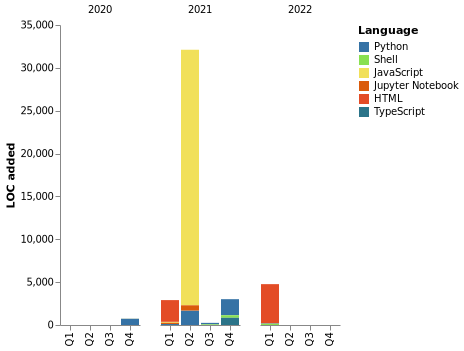 2020 2021 2022
LOC added
35,000
30,000
25,000
20,000
15,000
10,000
5,000
0
Q1 Q2 Q3 Q4 Q1 Q2 Q3 Q4 Q1 Q2 Q3 Q4
Language
Python
Shell
JavaScript
Jupyter Notebook
HTML
TypeScript